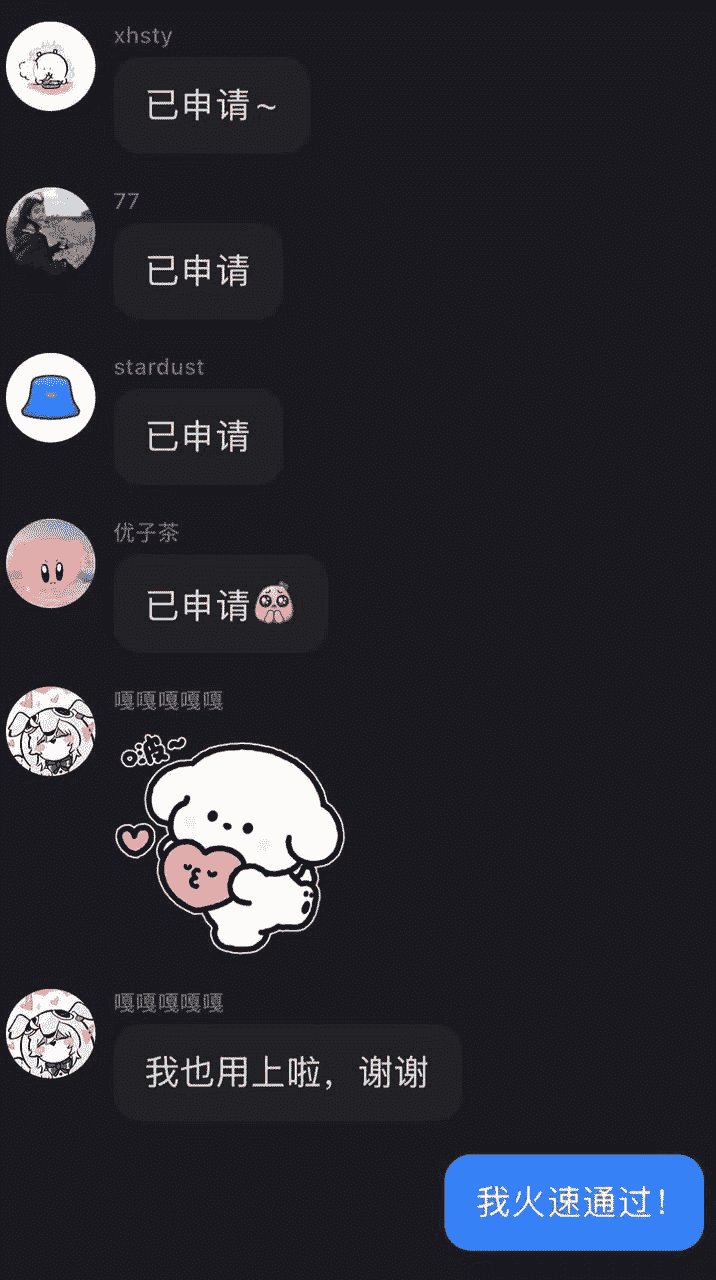 xhsty
已申请~
77
已申请
stardust
已申请
优子茶
已申请
嘎嘎嘎嘎嘎
啵~
嘎嘎嘎嘎嘎
我也用上啦，谢谢
我火速通过！